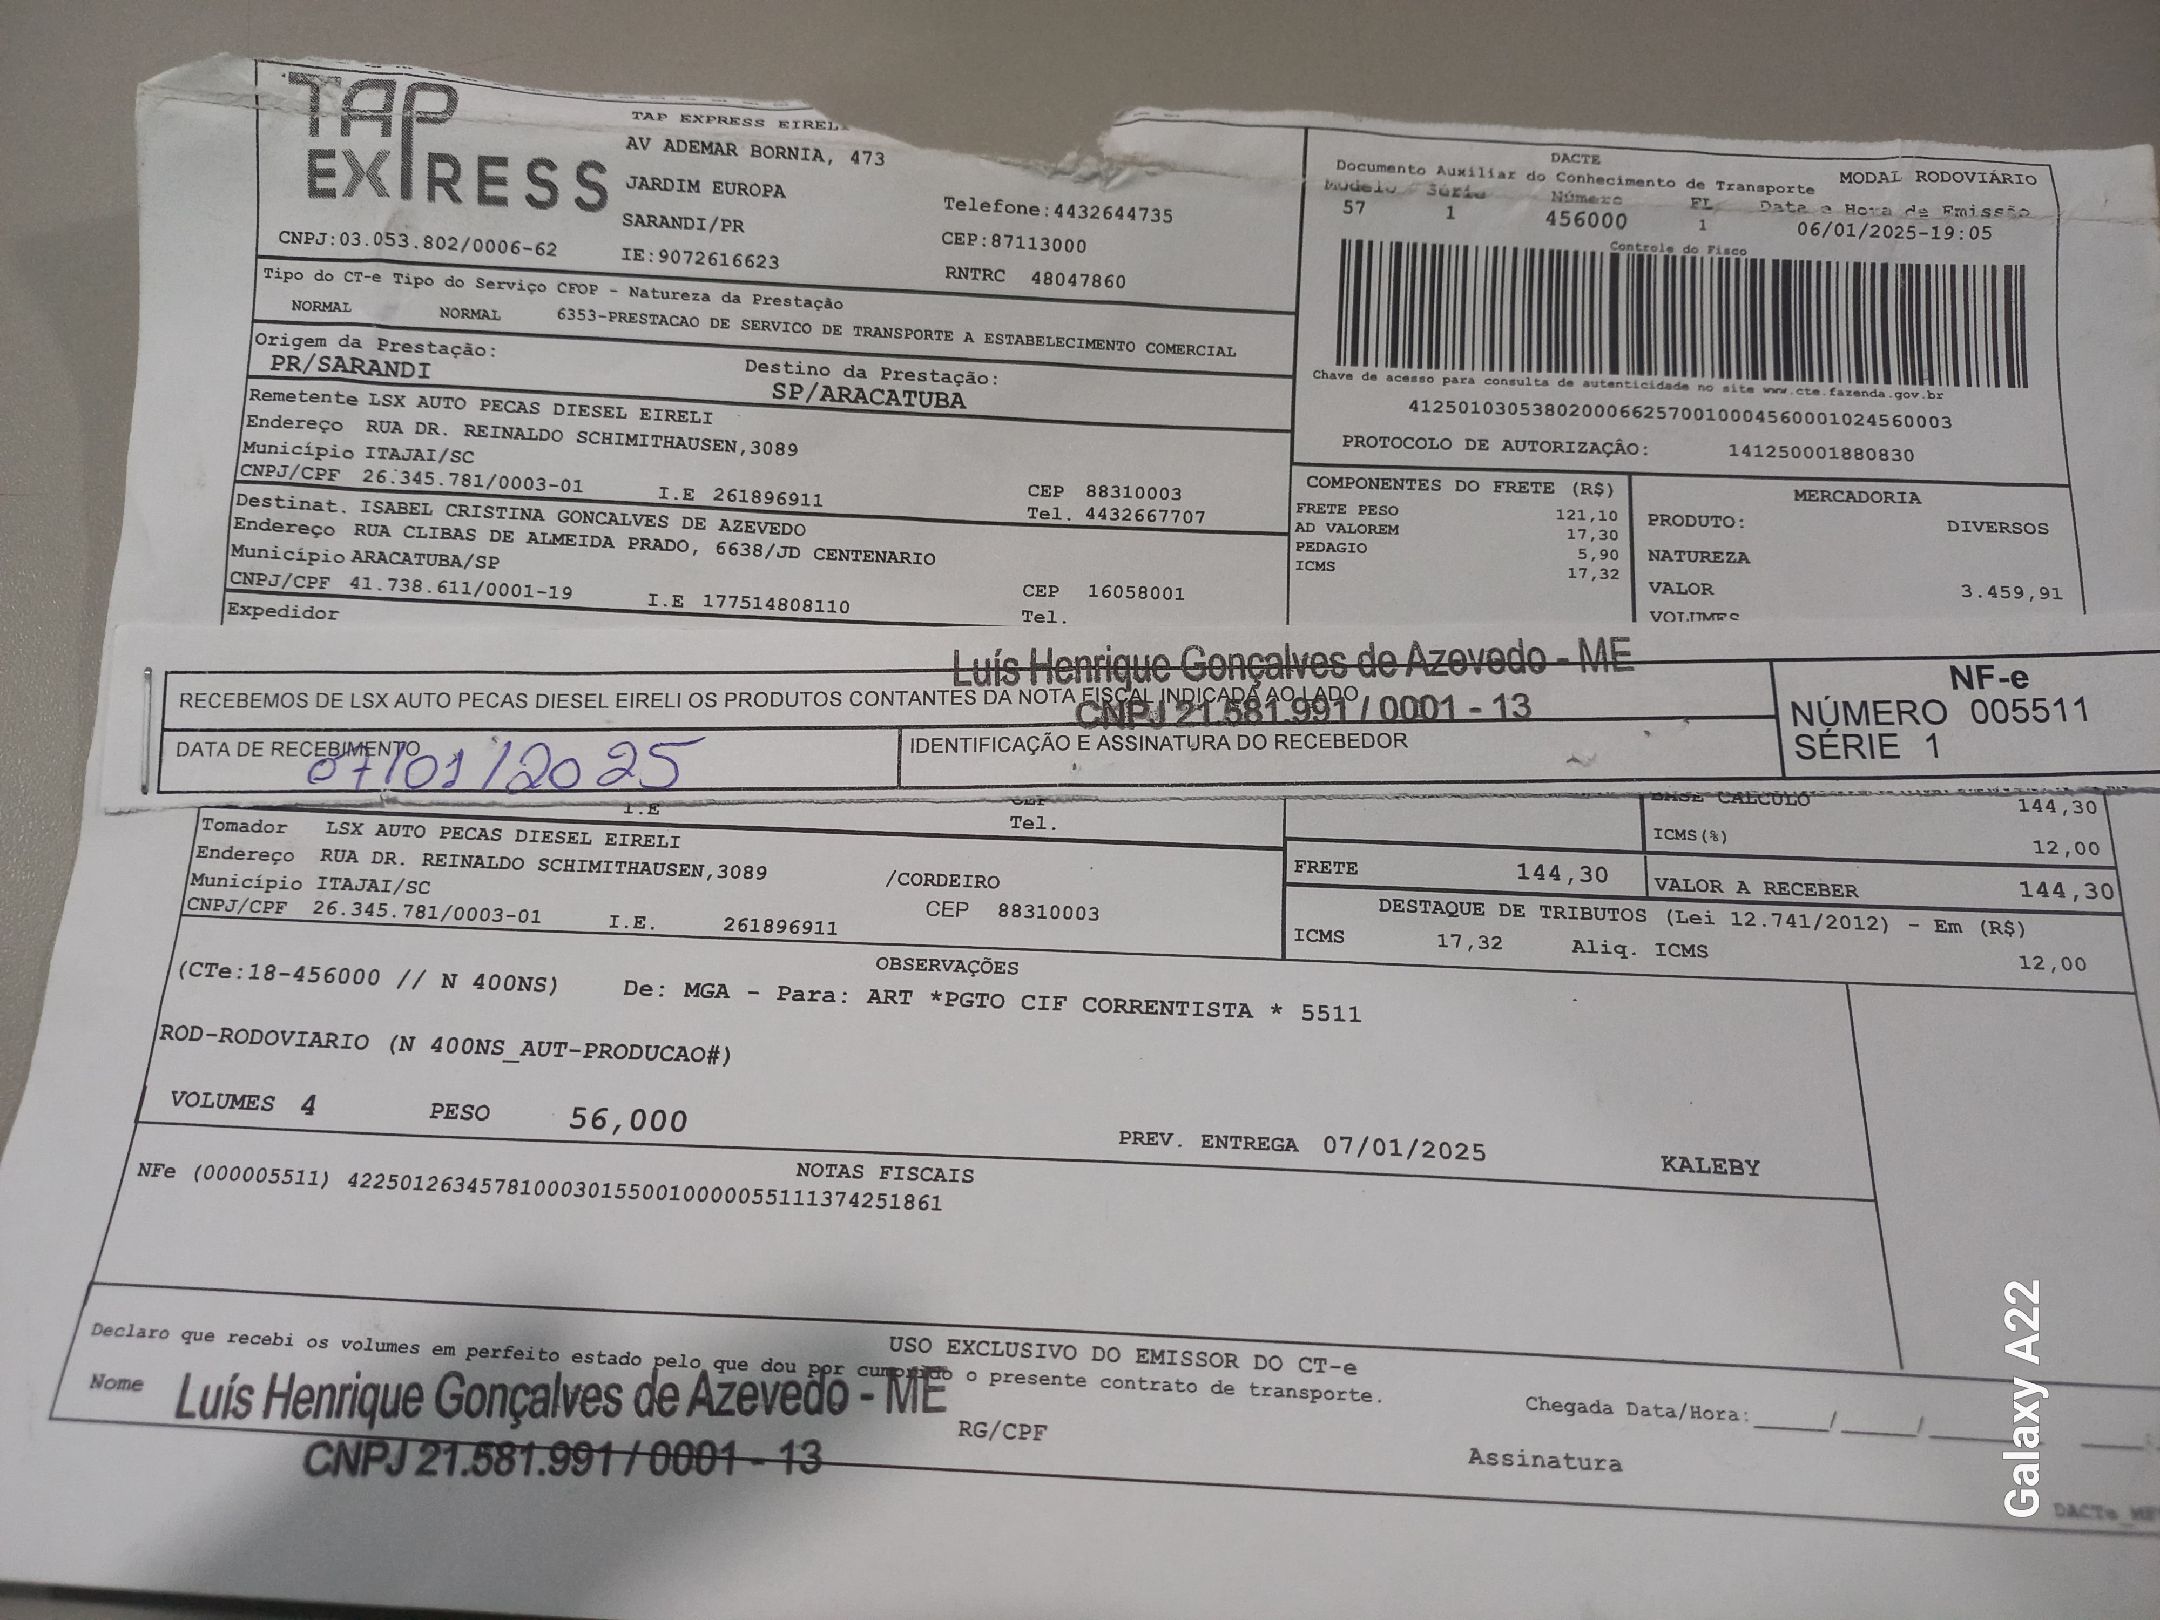 TAP
EXPRESS
TAP EXPRESS EIREL
AV ADEMAR BORNIA, 473
JARDIM EUROPA
SARANDI/PR
Telefone:4432644735
CEP:87113000
CNPJ:03.053.802/0006-62
IE:9072616623
RNTRC 48047860
DACTE
Documento Auxiliar do Conhecimento de Transporte
MODAL RODOVIÁRIO
Modelo Série Número FL Data e Hora de Emissão
57 1 456000 1 06/01/2025-19:05
Controle do Fisco
Chave de acesso para consulta de autenticidade no site www.cte.fazenda.gov.br
41250103053802000662570010004560001024560003
PROTOCOLO DE AUTORIZAÇÂO: 141250001880830
Tipo do CT-e Tipo do Serviço CFOP - Natureza da Prestação
NORMAL NORMAL 6353-PRESTACAO DE SERVICO DE TRANSPORTE A ESTABELECIMENTO COMERCIAL
Origem da Prestação:
PR/SARANDI
Destino da Prestação:
SP/ARACATUBA
Remetente LSX AUTO PECAS DIESEL EIRELI
Endereço RUA DR. REINALDO SCHIMITHAUSEN,3089
Município ITAJAI/SC
CNPJ/CPF 26.345.781/0003-01 I.E 261896911
CEP 88310003
Tel. 4432667707
Destinat. ISABEL CRISTINA GONCALVES DE AZEVEDO
Endereço RUA CLIBAS DE ALMEIDA PRADO, 6638/JD CENTENARIO
Município ARACATUBA/SP
CNPJ/CPF 41.738.611/0001-19 I.E 177514808110
CEP 16058001
Tel.
Expedidor
COMPONENTES DO FRETE (R$)
FRETE PESO 121,10
AD VALOREM 17,30
PEDAGIO 5,90
ICMS 17,32
MERCADORIA
PRODUTO: DIVERSOS
NATUREZA
VALOR 3.459,91
VOLUMES
Luís Henrique Gonçalves de Azevedo - ME
CNPJ 21.581.991 / 0001 - 13
RECEBEMOS DE LSX AUTO PECAS DIESEL EIRELI OS PRODUTOS CONTANTES DA NOTA FISCAL INDICADA AO LADO
DATA DE RECEBIMENTO
07/01/2025
IDENTIFICAÇÃO E ASSINATURA DO RECEBEDOR
NF-e
NÚMERO 005511
SÉRIE 1
I.E
CEP
Tel.
Tomador LSX AUTO PECAS DIESEL EIRELI
Endereço RUA DR. REINALDO SCHIMITHAUSEN,3089 /CORDEIRO
Município ITAJAI/SC
CNPJ/CPF 26.345.781/0003-01 I.E. 261896911 CEP 88310003
BASE CALCULO 144,30
ICMS(%) 12,00
FRETE 144,30
VALOR A RECEBER 144,30
DESTAQUE DE TRIBUTOS (Lei 12.741/2012) - Em (R$)
ICMS 17,32 Aliq. ICMS 12,00
OBSERVAÇÕES
(CTe:18-456000 // N 400NS) De: MGA - Para: ART *PGTO CIF CORRENTISTA * 5511
ROD-RODOVIARIO (N 400NS_AUT-PRODUCAO#)
VOLUMES 4 PESO 56,000
PREV. ENTREGA 07/01/2025 KALEBY
NOTAS FISCAIS
NFe (000005511) 42250126345781000301550010000055111374251861
USO EXCLUSIVO DO EMISSOR DO CT-e
Declaro que recebi os volumes em perfeito estado pelo que dou por cumprido o presente contrato de transporte.
Nome
Luís Henrique Gonçalves de Azevedo - ME
CNPJ 21.581.991 / 0001 - 13
RG/CPF
Chegada Data/Hora:_____/_____/_____
Assinatura
Galaxy A22